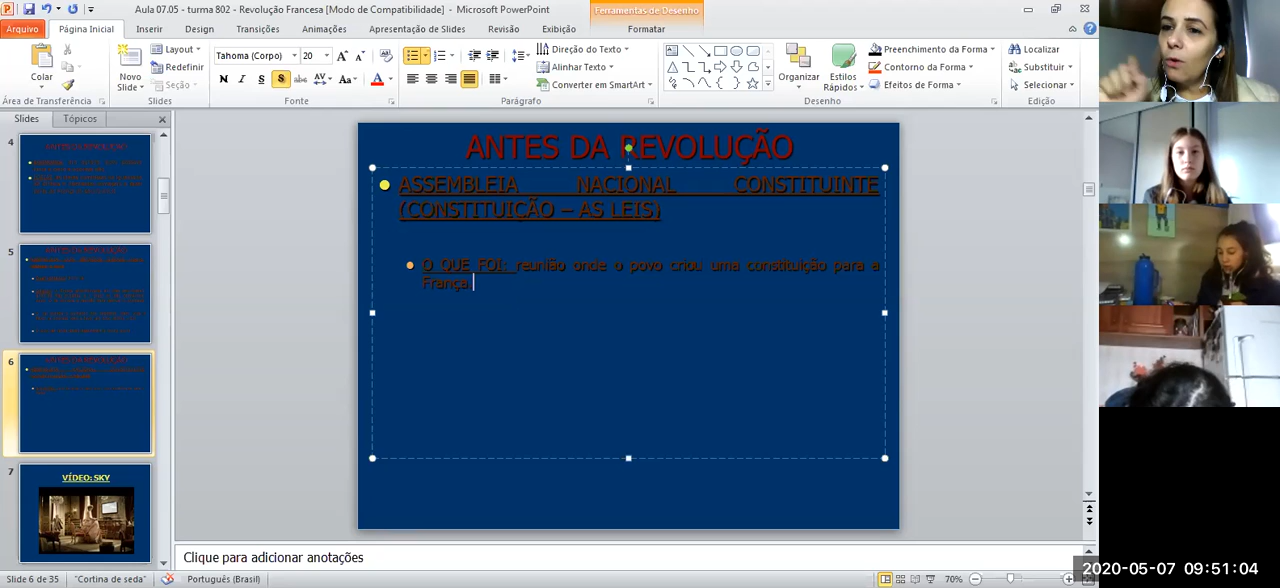 Aula 07.05 - turma 802 - Revolução Francesa [Modo de Compatibilidade] - Microsoft PowerPoint
Ferramentas de Desenho
Arquivo Página Inicial Inserir Design Transições Animações Apresentação de Slides Revisão Exibição Formatar
Colar
Novo Slide
Layout
Redefinir
Seção
Tahoma (Corpo) 20
Direção do Texto
Alinhar Texto
Converter em SmartArt
Organizar
Estilos Rápidos
Preenchimento da Forma
Contorno da Forma
Efeitos de Forma
Localizar
Substituir
Selecionar
Área de Transferência Slides Fonte Parágrafo Desenho Edição
Slides Tópicos
4
5
6
7
VÍDEO: SKY
ANTES DA REVOLUÇÃO
ASSEMBLEIA NACIONAL CONSTITUINTE
(CONSTITUIÇÃO – AS LEIS)
O QUE FOI: reunião onde o povo criou uma constituição para a
França.
Clique para adicionar anotações
Slide 6 de 35 "Cortina de seda" Português (Brasil) 70%
2020-05-07 09:51:04